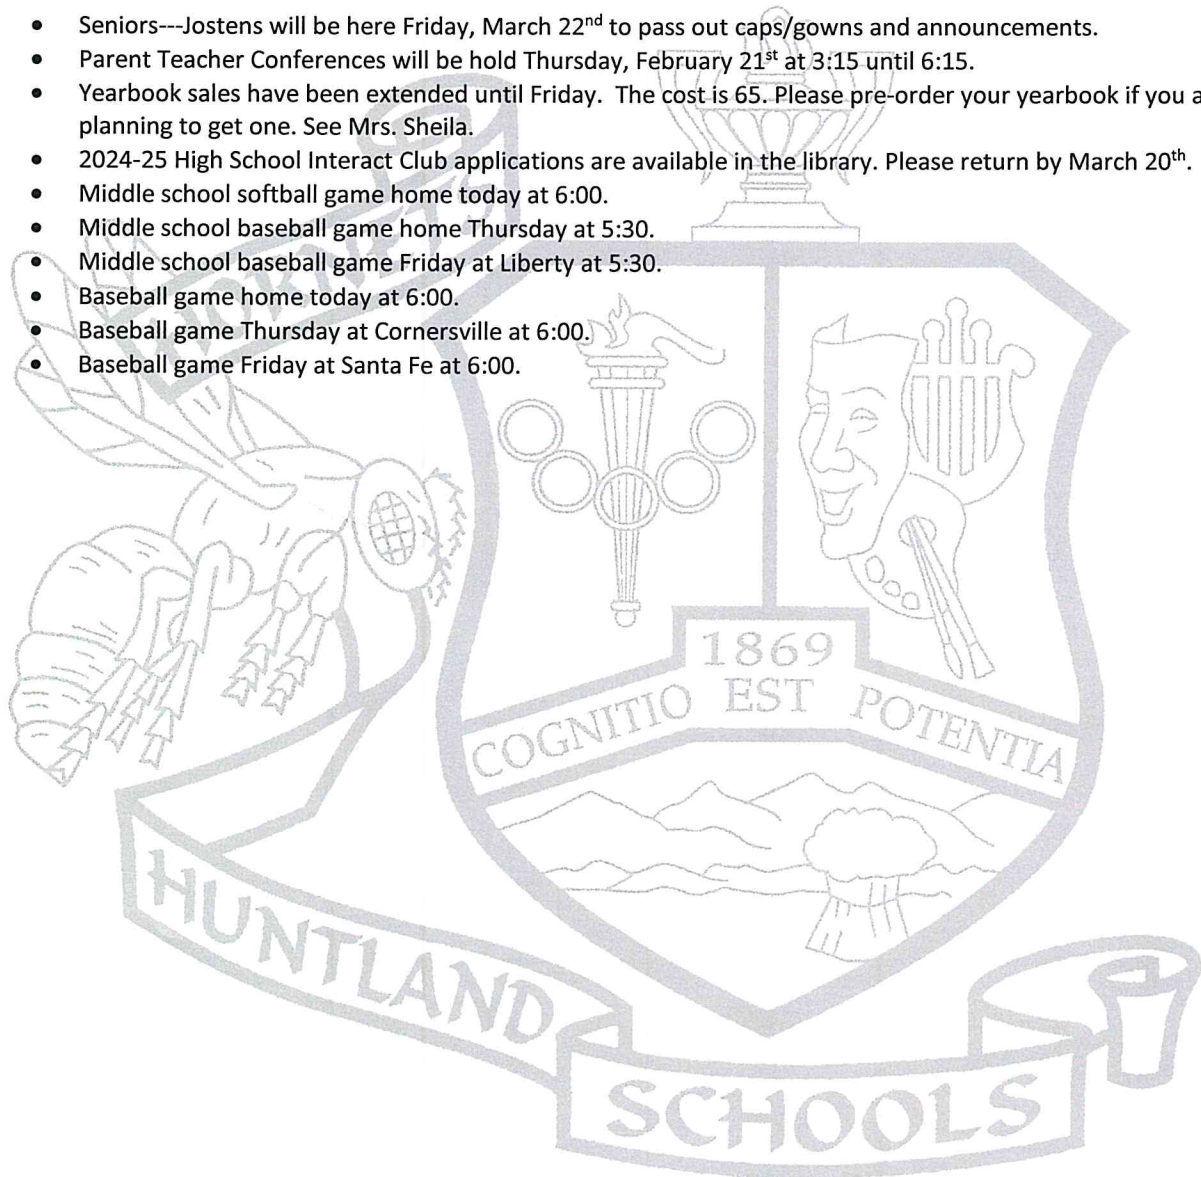 • Seniors---Jostens will be here Friday, March 22nd to pass out caps/gowns and announcements.
• Parent Teacher Conferences will be hold Thursday, February 21st at 3:15 until 6:15.
• Yearbook sales have been extended until Friday.  The cost is 65. Please pre-order your yearbook if you a
planning to get one. See Mrs. Sheila.
• 2024-25 High School Interact Club applications are available in the library. Please return by March 20th.
• Middle school softball game home today at 6:00.
• Middle school baseball game home Thursday at 5:30.
• Middle school baseball game Friday at Liberty at 5:30.
• Baseball game home today at 6:00.
• Baseball game Thursday at Cornersville at 6:00.
• Baseball game Friday at Santa Fe at 6:00.
HORNETS
1869
COGNITIO EST POTENTIA
HUNTLAND
SCHOOLS